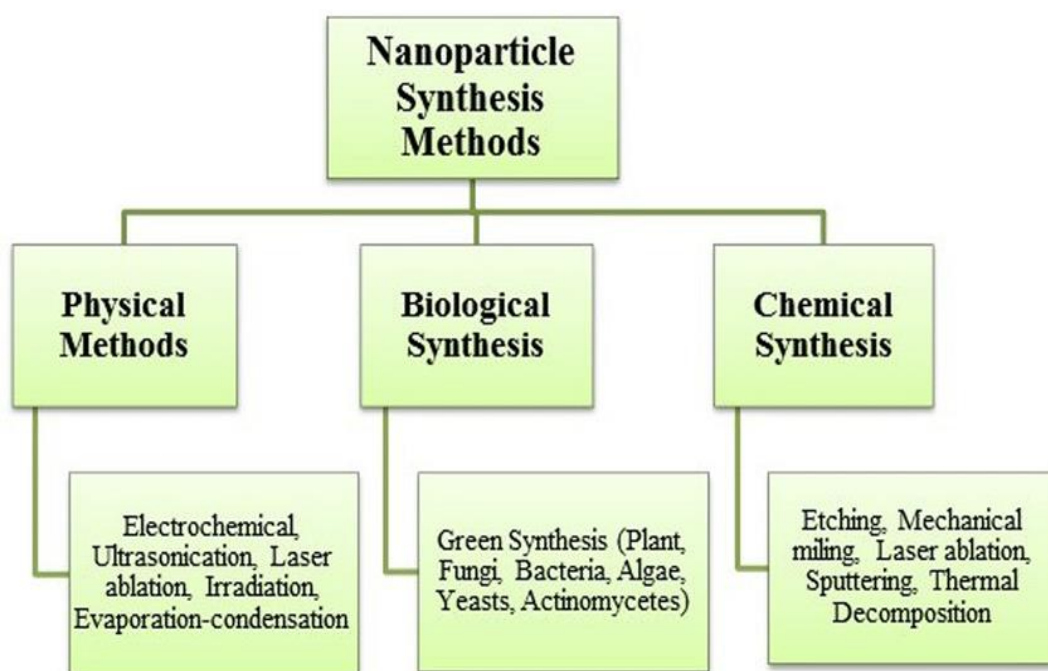 Nanoparticle
Synthesis
Methods
Physical
Methods
Biological
Synthesis
Chemical
Synthesis
Electrochemical,
Ultrasonication, Laser
ablation, Irradiation,
Evaporation-condensation
Green Synthesis (Plant,
Fungi, Bacteria, Algae,
Yeasts, Actinomycetes)
Etching, Mechanical
miling, Laser ablation,
Sputtering, Thermal
Decomposition